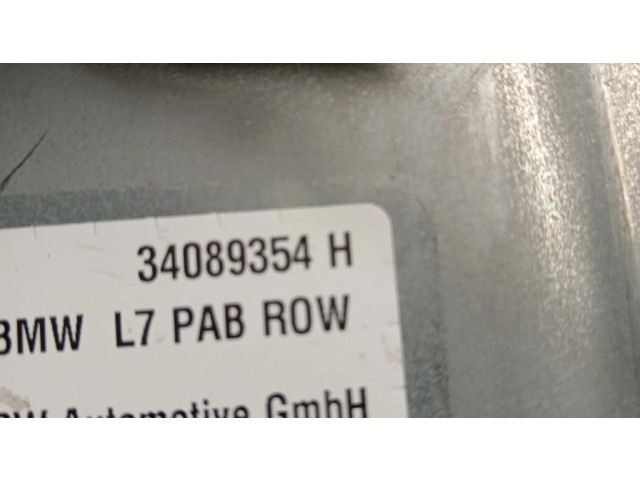 34089354 H
BMW L7 PAB ROW
Automotive GmbH